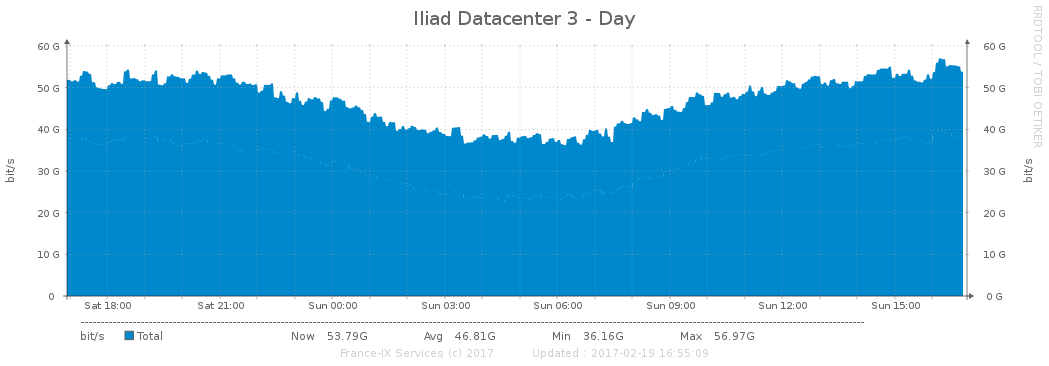 Iliad Datacenter 3 - Day
RRDTOOL / TOBI OETIKER
60 G 60 G
50 G 50 G
40 G 40 G
30 G 30 G
20 G 20 G
10 G 10 G
0 0 G
bit/s bit/s
Sat 18:00 Sat 21:00 Sun 00:00 Sun 03:00 Sun 06:00 Sun 09:00 Sun 12:00 Sun 15:00
bit/s Total Now 53.79G Avg 46.81G Min 36.16G Max 56.97G
France-IX Services (c) 2017 Updated : 2017-02-19 16:55:09